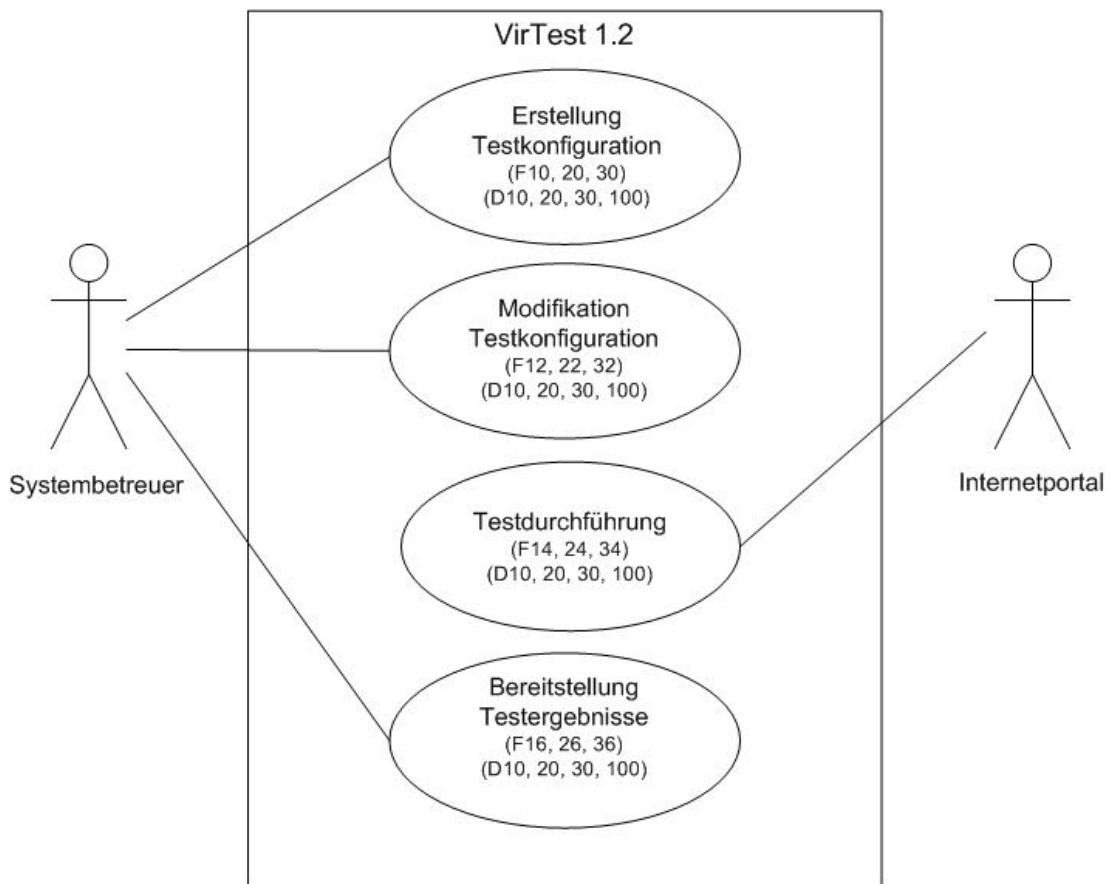 VirTest 1.2
Erstellung
Testkonfiguration
(F10, 20, 30)
(D10, 20, 30, 100)
Modifikation
Testkonfiguration
(F12, 22, 32)
(D10, 20, 30, 100)
Systembetreuer
Internetportal
Testdurchführung
(F14, 24, 34)
(D10, 20, 30, 100)
Bereitstellung
Testergebnisse
(F16, 26, 36)
(D10, 20, 30, 100)